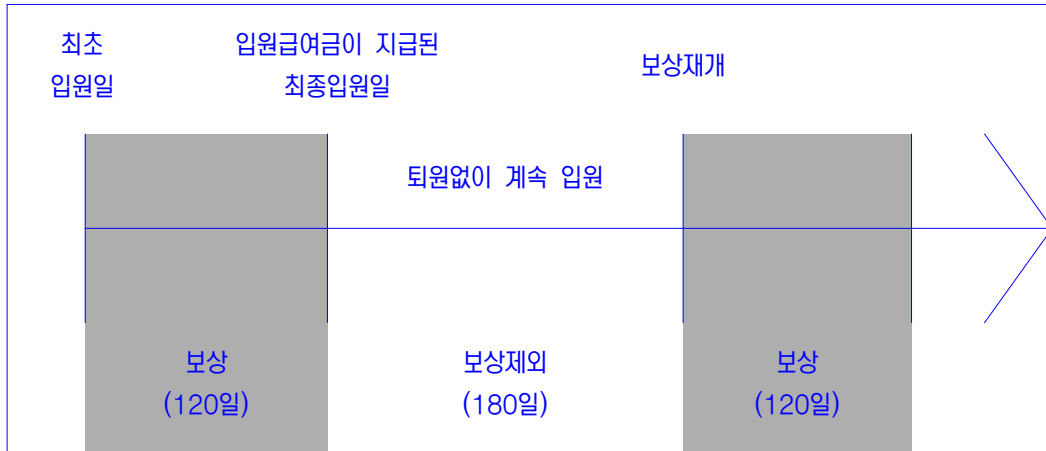 최초
입원일
입원급여금이 지급된
최종입원일
보상재개
퇴원없이 계속 입원
보상
(120일)
보상제외
(180일)
보상
(120일)